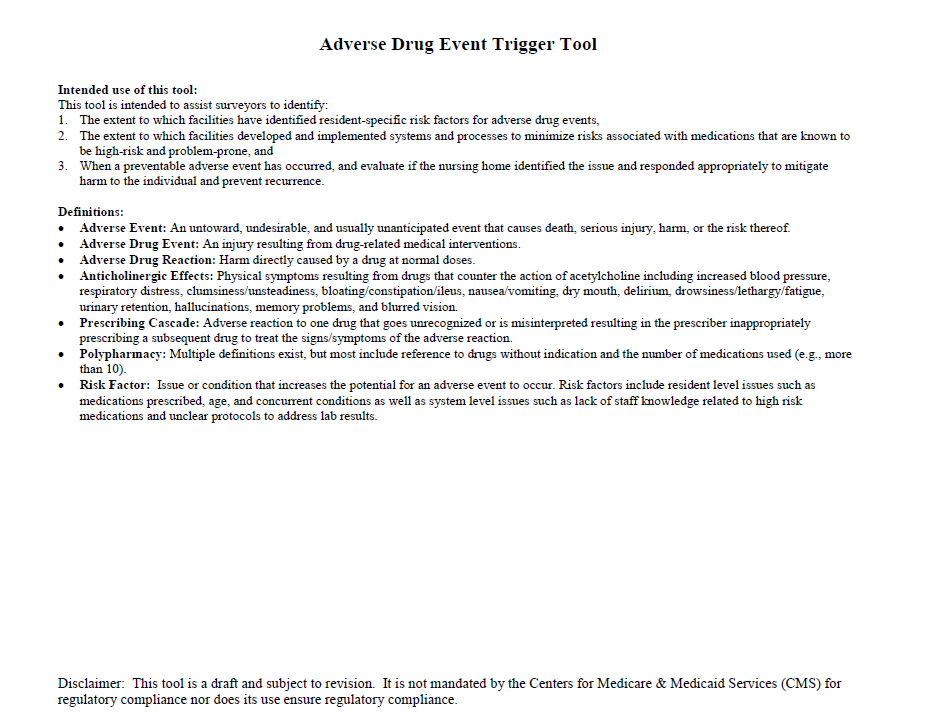 Adverse Drug Event Trigger Tool
Intended use of this tool:
This tool is intended to assist surveyors to identify:
1. The extent to which facilities have identified resident-specific risk factors for adverse drug events,
2. The extent to which facilities developed and implemented systems and processes to minimize risks associated with medications that are known to
be high-risk and problem-prone, and
3. When a preventable adverse event has occurred, and evaluate if the nursing home identified the issue and responded appropriately to mitigate
harm to the individual and prevent recurrence.
Definitions:
• Adverse Event: An untoward, undesirable, and usually unanticipated event that causes death, serious injury, harm, or the risk thereof.
• Adverse Drug Event: An injury resulting from drug-related medical interventions.
• Adverse Drug Reaction: Harm directly caused by a drug at normal doses.
• Anticholinergic Effects: Physical symptoms resulting from drugs that counter the action of acetylcholine including increased blood pressure,
respiratory distress, clumsiness/unsteadiness, bloating/constipation/ileus, nausea/vomiting, dry mouth, delirium, drowsiness/lethargy/fatigue,
urinary retention, hallucinations, memory problems, and blurred vision.
• Prescribing Cascade: Adverse reaction to one drug that goes unrecognized or is misinterpreted resulting in the prescriber inappropriately
prescribing a subsequent drug to treat the signs/symptoms of the adverse reaction.
• Polypharmacy: Multiple definitions exist, but most include reference to drugs without indication and the number of medications used (e.g., more
than 10).
• Risk Factor: Issue or condition that increases the potential for an adverse event to occur. Risk factors include resident level issues such as
medications prescribed, age, and concurrent conditions as well as system level issues such as lack of staff knowledge related to high risk
medications and unclear protocols to address lab results.
Disclaimer: This tool is a draft and subject to revision. It is not mandated by the Centers for Medicare & Medicaid Services (CMS) for
regulatory compliance nor does its use ensure regulatory compliance.